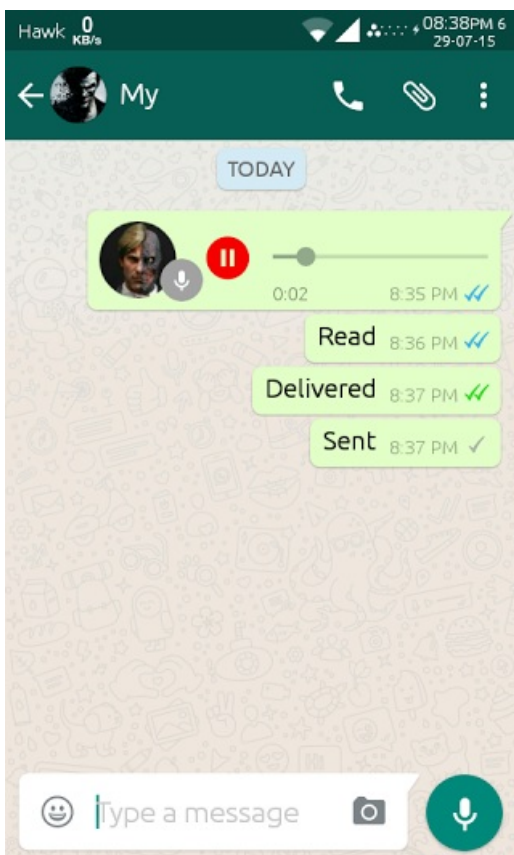 Hawk 0 KB/s 08:38PM 6
29-07-15
My
TODAY
0:02 8:35 PM
Read 8:36 PM
Delivered 8:37 PM
Sent 8:37 PM
Type a message